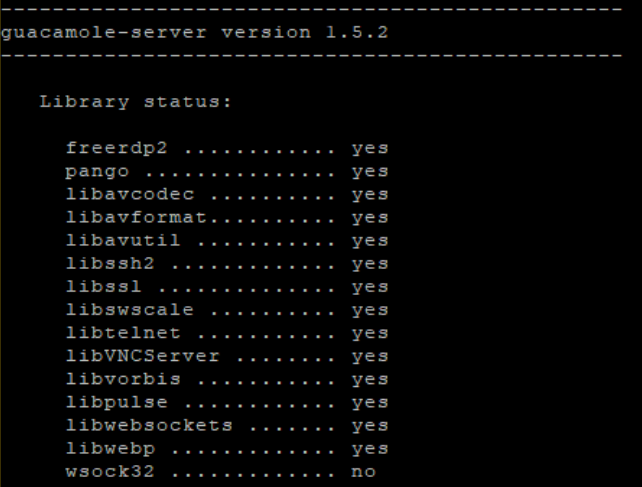 ------------------------------------------------
guacamole-server version 1.5.2
------------------------------------------------
Library status:
freerdp2 ............ yes
pango ............... yes
libavcodec .......... yes
libavformat.......... yes
libavutil ........... yes
libssh2 ............. yes
libssl .............. yes
libswscale .......... yes
libtelnet ........... yes
libVNCServer ........ yes
libvorbis ........... yes
libpulse ............ yes
libwebsockets ....... yes
libwebp ............. yes
wsock32 ............. no